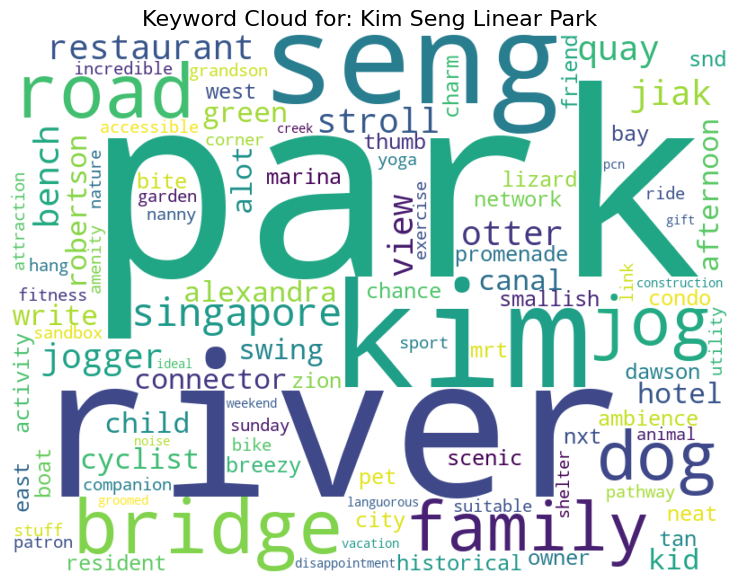 Keyword Cloud for: Kim Seng Linear Park
restaurant
incredible
grandson
seng
quay
snd
road
west
charm
friend
accessible
green
stroll
jiak
corner
creek
park
thumb
bay
bench
robertson
nature
bite
alot
marina
yoga
pcn
afternoon
garden
nanny
view
exercise
lizard
ride
network
gift
attraction
amenity
otter
hang
promenade
link
canal
construction
fitness
alexandra
chance
smallish
condo
write
singapore
kim
jog
utility
sandbox
swing
sport
mrt
jogger
ideal
dawson
activity
connector
zion
hotel
river
weekend
child
sunday
ambience
noise
bike
nxt
animal
cyclist
breezy
scenic
dog
east
boat
pet
shelter
companion
pathway
groomed
languorous
suitable
stuff
bridge
city
family
neat
patron
vacation
tan
resident
disappointment
historical
owner
kid